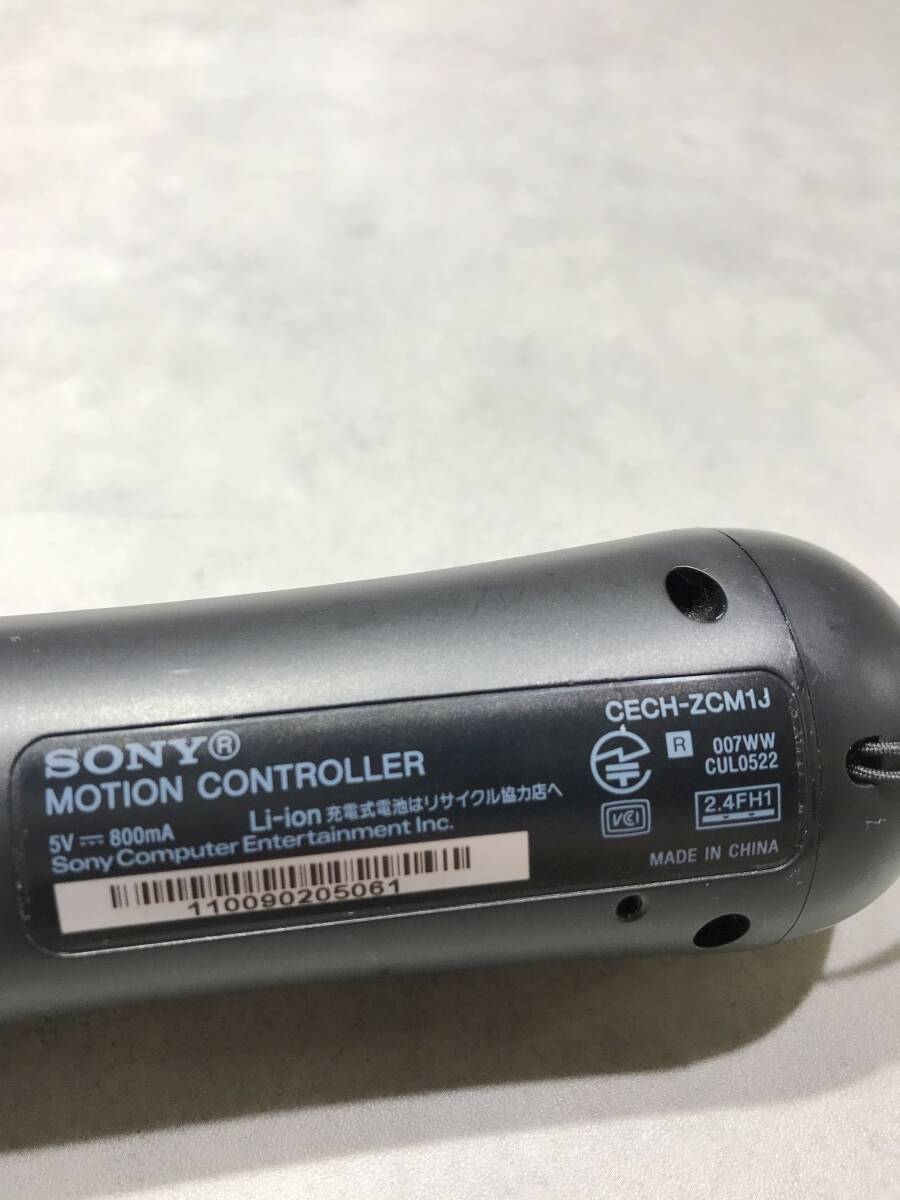 SONY®
MOTION CONTROLLER
5V ⎓ 800mA
Li-ion 充電式電池はリサイクル協力店へ
Sony Computer Entertainment Inc.
110090205061
CECH-ZCM1J
R 007WW
CUL0522
VCI
2.4FH1
MADE IN CHINA